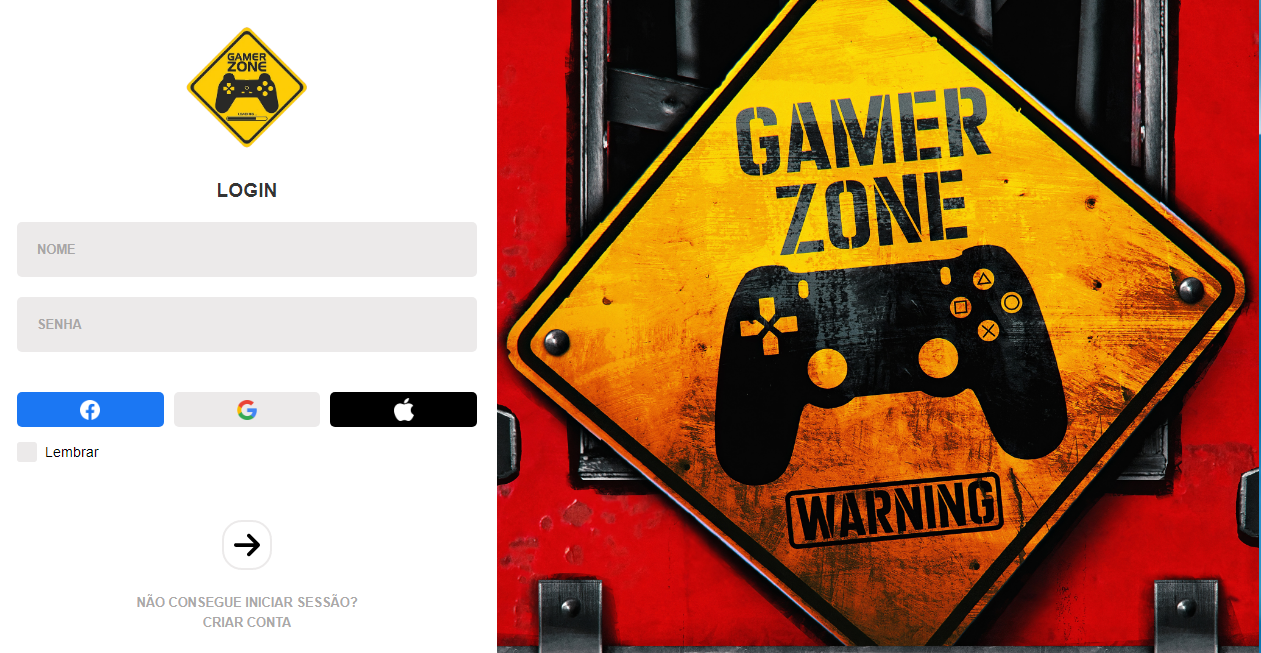 GAMER
ZONE
LOGIN
NOME
SENHA
Lembrar
NÃO CONSEGUE INICIAR SESSÃO?
CRIAR CONTA
GAMER
ZONE
WARNING